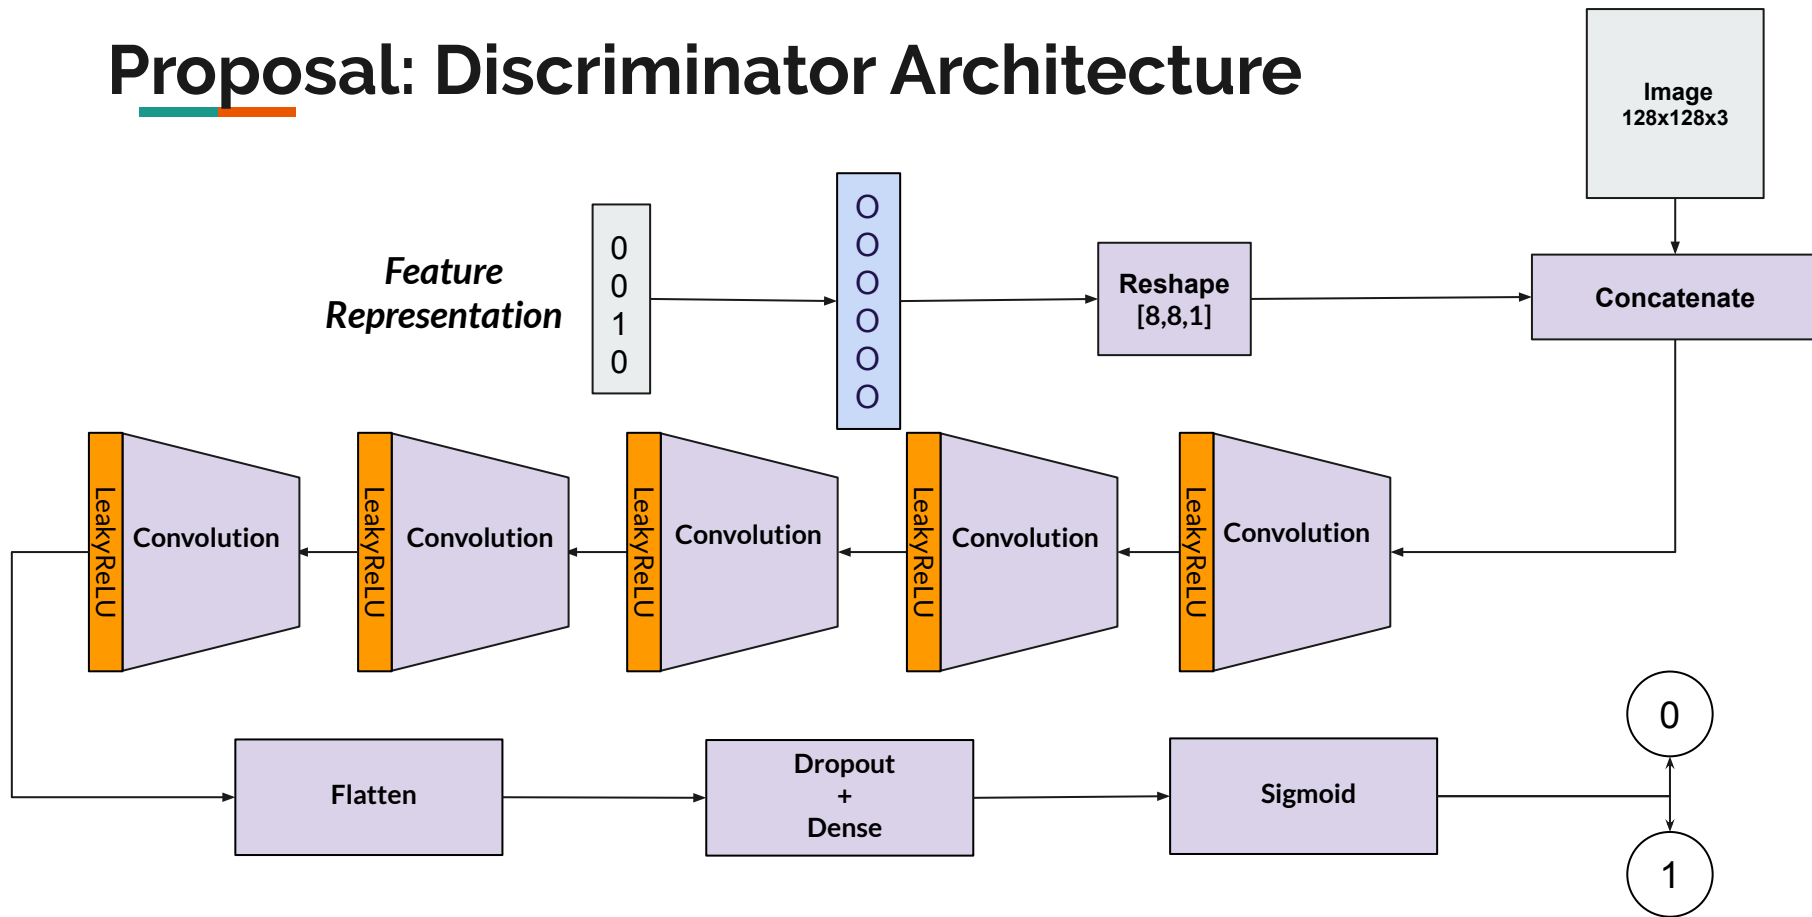 Proposal: Discriminator Architecture
Image
128x128x3
Feature
Representation
0
0
1
0
O
O
O
O
O
O
Reshape
[8,8,1]
Concatenate
LeakyReLU
Convolution
LeakyReLU
Convolution
LeakyReLU
Convolution
LeakyReLU
Convolution
LeakyReLU
Convolution
Flatten
Dropout
+
Dense
Sigmoid
0
1